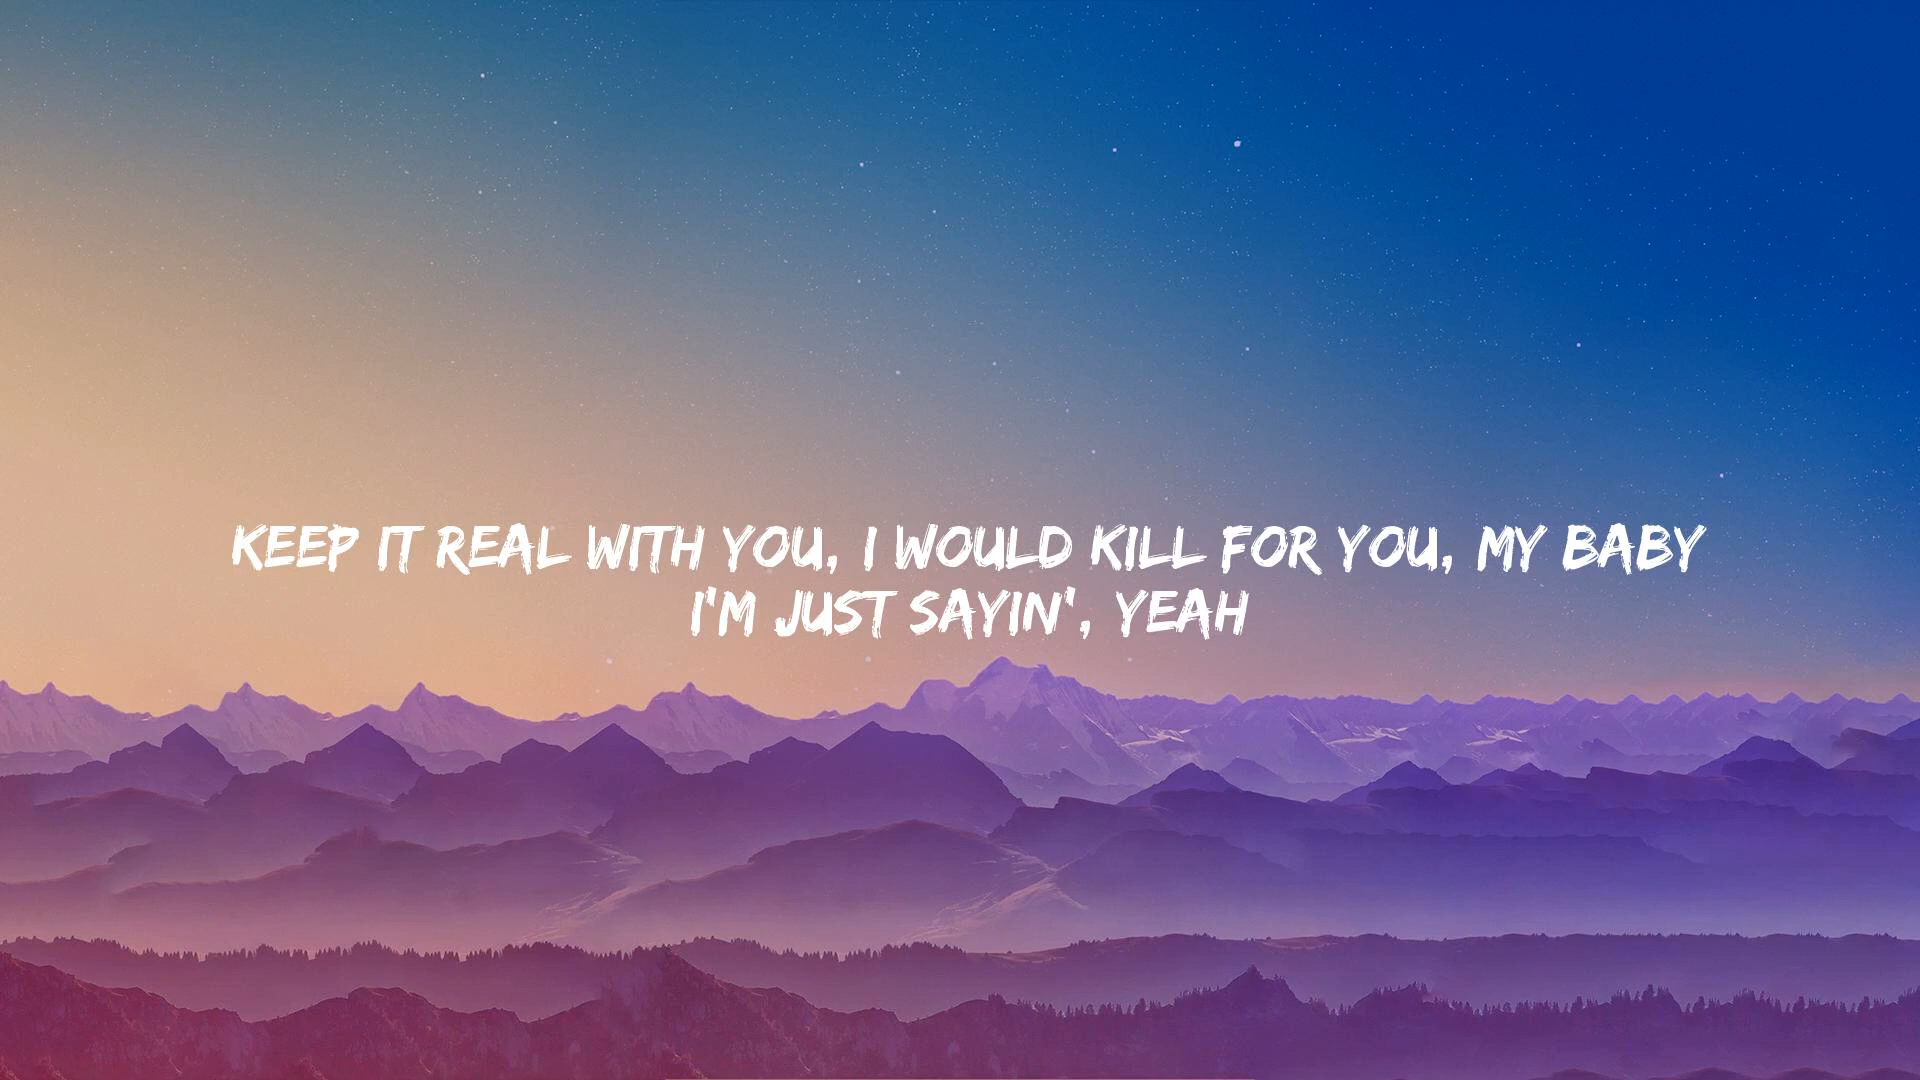 KEEP IT REAL WITH YOU, I WOULD KILL FOR YOU, MY BABY
I'M JUST SAYIN', YEAH